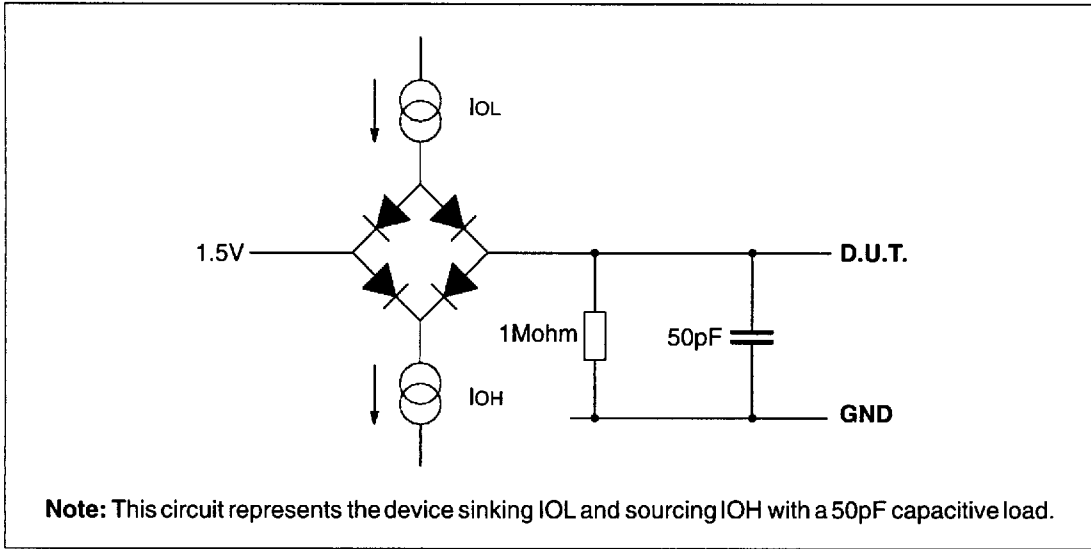 IOL
1.5V
D.U.T.
1Mohm
50pF
IOH
GND
Note: This circuit represents the device sinking IOL and sourcing IOH with a 50pF capacitive load.